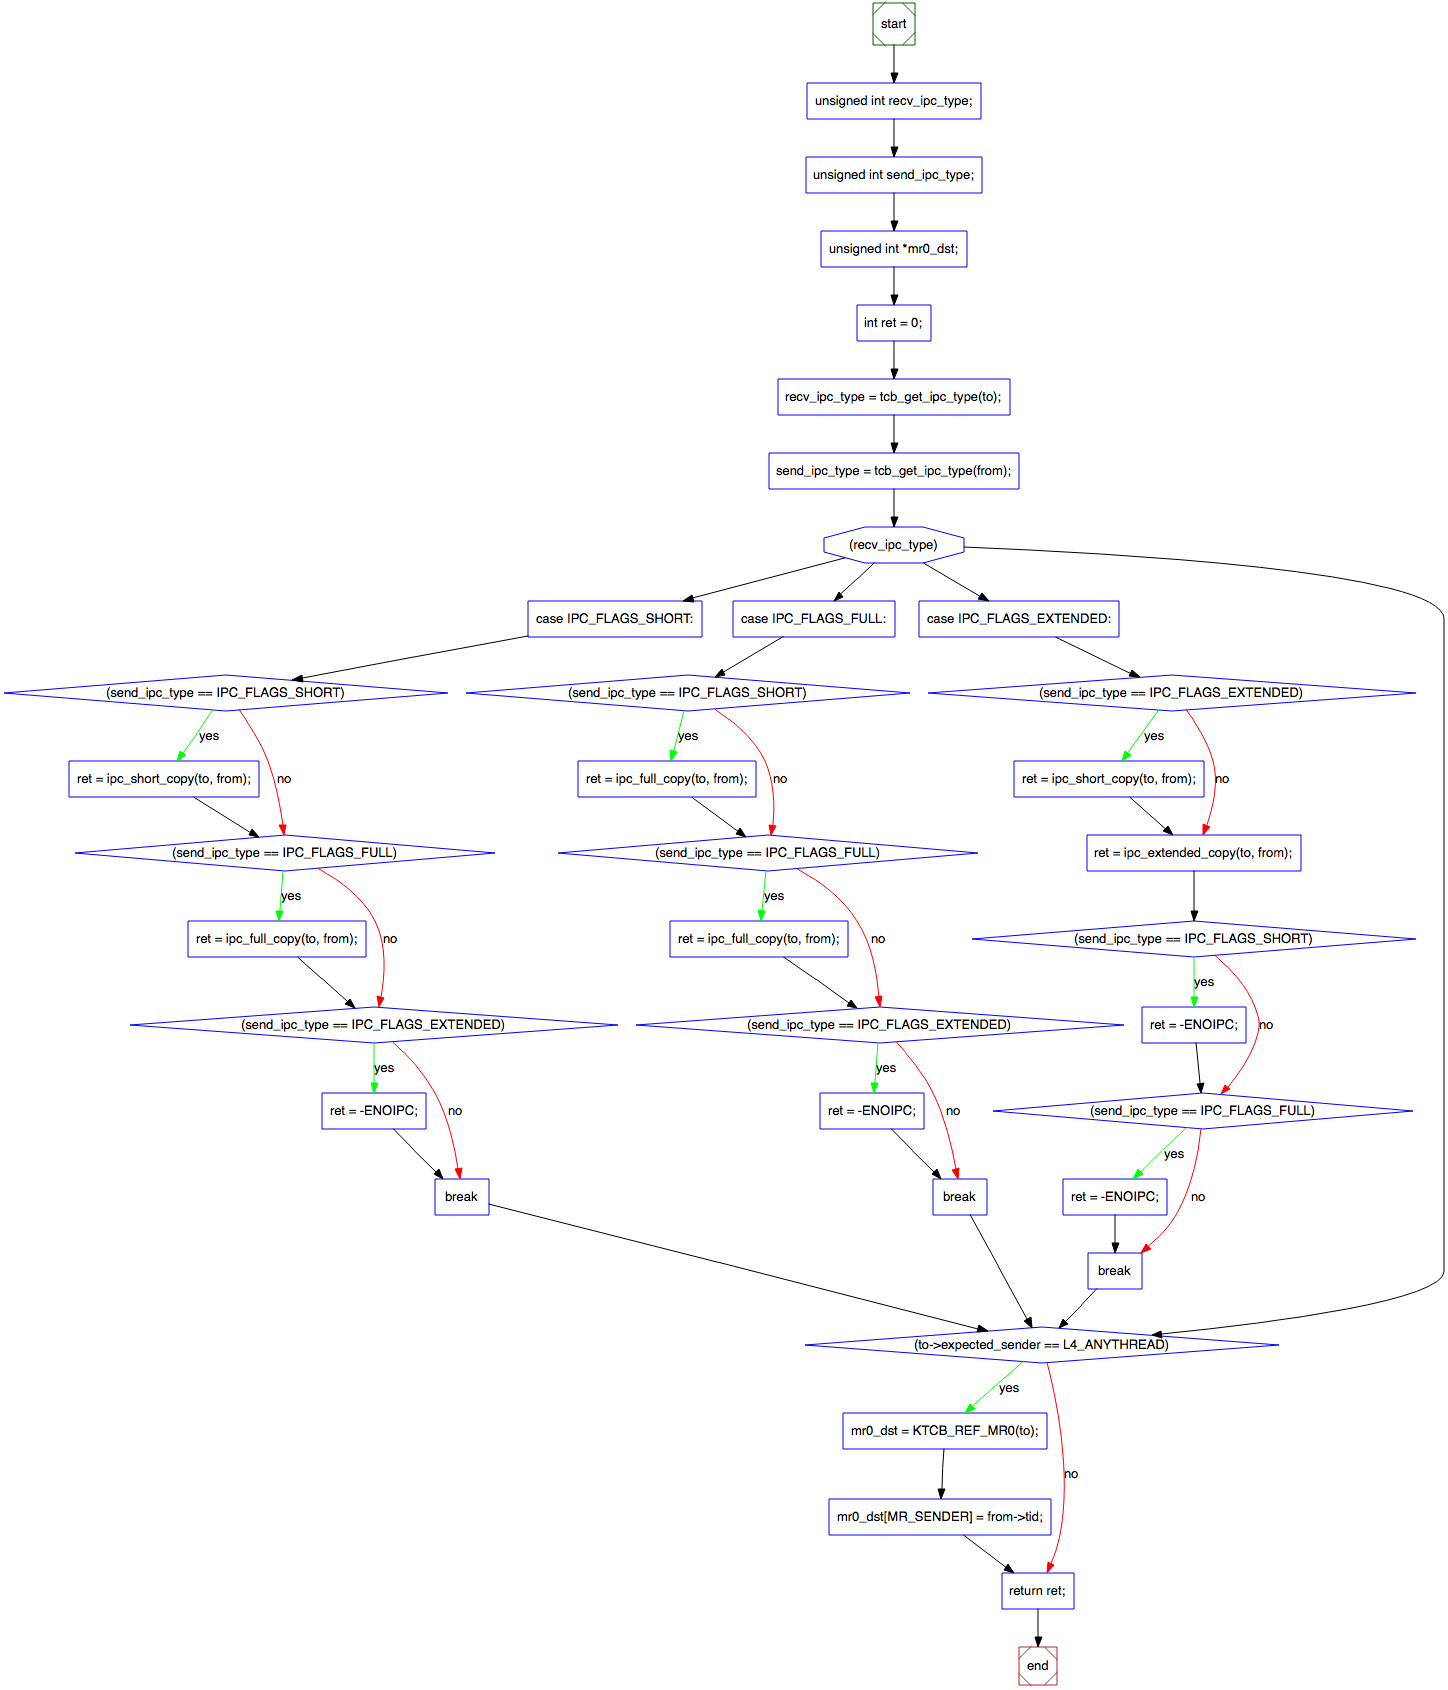 start
unsigned int recv_ipc_type;
unsigned int send_ipc_type;
unsigned int *mr0_dst;
int ret = 0;
recv_ipc_type = tcb_get_ipc_type(to);
send_ipc_type = tcb_get_ipc_type(from);
(recv_ipc_type)
case IPC_FLAGS_SHORT:
case IPC_FLAGS_FULL:
case IPC_FLAGS_EXTENDED:
(send_ipc_type == IPC_FLAGS_SHORT)
(send_ipc_type == IPC_FLAGS_SHORT)
(send_ipc_type == IPC_FLAGS_EXTENDED)
yes
yes
yes
ret = ipc_short_copy(to, from);
no
ret = ipc_full_copy(to, from);
no
ret = ipc_short_copy(to, from);
no
(send_ipc_type == IPC_FLAGS_FULL)
(send_ipc_type == IPC_FLAGS_FULL)
ret = ipc_extended_copy(to, from);
yes
yes
ret = ipc_full_copy(to, from);
no
ret = ipc_full_copy(to, from);
no
(send_ipc_type == IPC_FLAGS_SHORT)
yes
(send_ipc_type == IPC_FLAGS_EXTENDED)
(send_ipc_type == IPC_FLAGS_EXTENDED)
ret = -ENOIPC;
no
yes
yes
ret = -ENOIPC;
no
ret = -ENOIPC;
no
(send_ipc_type == IPC_FLAGS_FULL)
yes
break
break
ret = -ENOIPC;
no
break
(to->expected_sender == L4_ANYTHREAD)
yes
mr0_dst = KTCB_REF_MR0(to);
no
mr0_dst[MR_SENDER] = from->tid;
return ret;
end